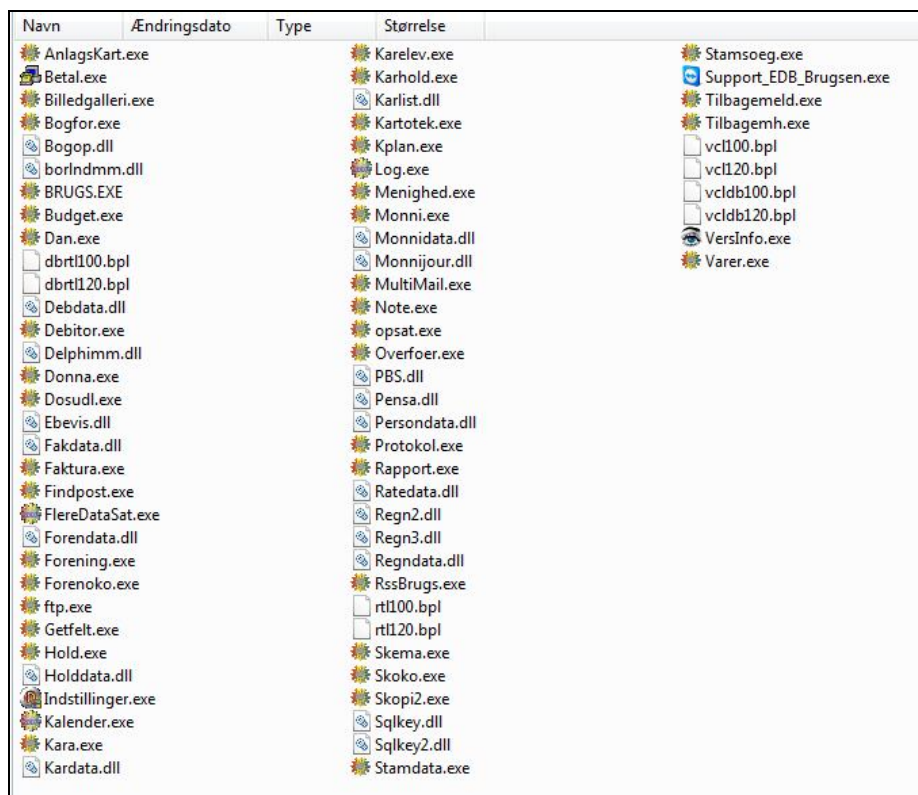 Navn Ændringsdato Type Størrelse
AnlagsKart.exe
Betal.exe
Billedgalleri.exe
Bogfor.exe
Bogop.dll
borlndmm.dll
BRUGS.EXE
Budget.exe
Dan.exe
dbrtl100.bpl
dbrtl120.bpl
Debdata.dll
Debitor.exe
Delphimm.dll
Donna.exe
Dosudl.exe
Ebevis.dll
Fakdata.dll
Faktura.exe
Findpost.exe
FlereDataSat.exe
Forendata.dll
Forening.exe
Forenoko.exe
ftp.exe
Getfelt.exe
Hold.exe
Holddata.dll
Indstillinger.exe
Kalender.exe
Kara.exe
Kardata.dll
Karelev.exe
Karhold.exe
Karlist.dll
Kartotek.exe
Kplan.exe
Log.exe
Menighed.exe
Monni.exe
Monnidata.dll
Monnijour.dll
MultiMail.exe
Note.exe
opsat.exe
Overfoer.exe
PBS.dll
Pensa.dll
Persondata.dll
Protokol.exe
Rapport.exe
Ratedata.dll
Regn2.dll
Regn3.dll
Regndata.dll
RssBrugs.exe
rtl100.bpl
rtl120.bpl
Skema.exe
Skoko.exe
Skopi2.exe
Sqlkey.dll
Sqlkey2.dll
Stamdata.exe
Stamsoeg.exe
Support_EDB_Brugsen.exe
Tilbagemeld.exe
Tilbagemh.exe
vcl100.bpl
vcl120.bpl
vcldb100.bpl
vcldb120.bpl
VersInfo.exe
Varer.exe